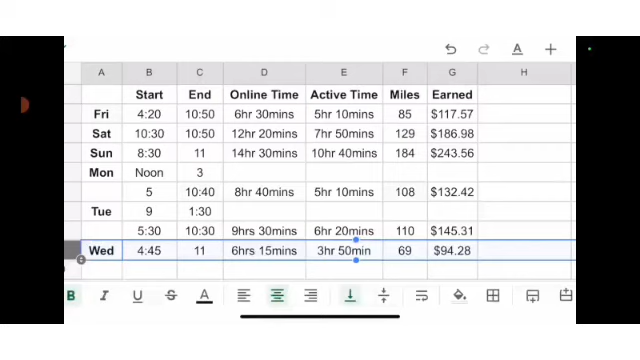 A B C D E F G H
Start End Online Time Active Time Miles Earned
Fri 4:20 10:50 6hr 30mins 5hr 10mins 85 $117.57
Sat 10:30 10:50 12hr 20mins 7hr 50mins 129 $186.98
Sun 8:30 11 14hr 30mins 10hr 40mins 184 $243.56
Mon Noon 3
5 10:40 8hr 40mins 5hr 10mins 108 $132.42
Tue 9 1:30
5:30 10:30 9hrs 30mins 6hr 20mins 110 $145.31
Wed 4:45 11 6hrs 15mins 3hr 50min 69 $94.28
B I U S A